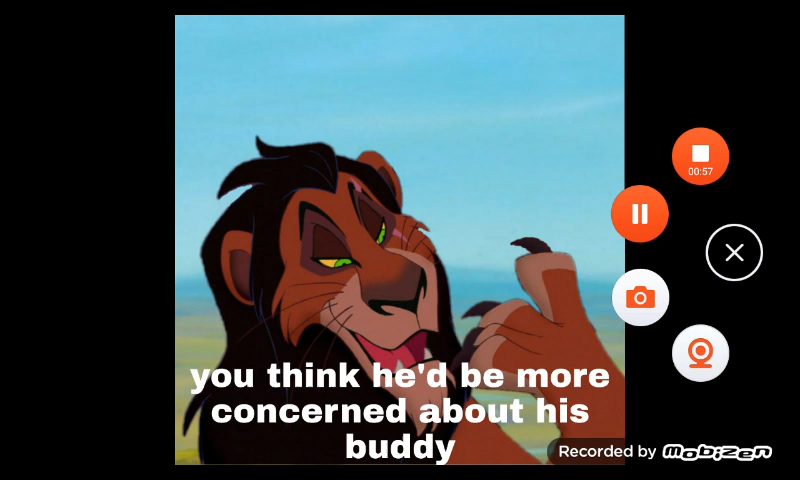 00:57
you think he'd be more
concerned about his
buddy
Recorded by mobizen